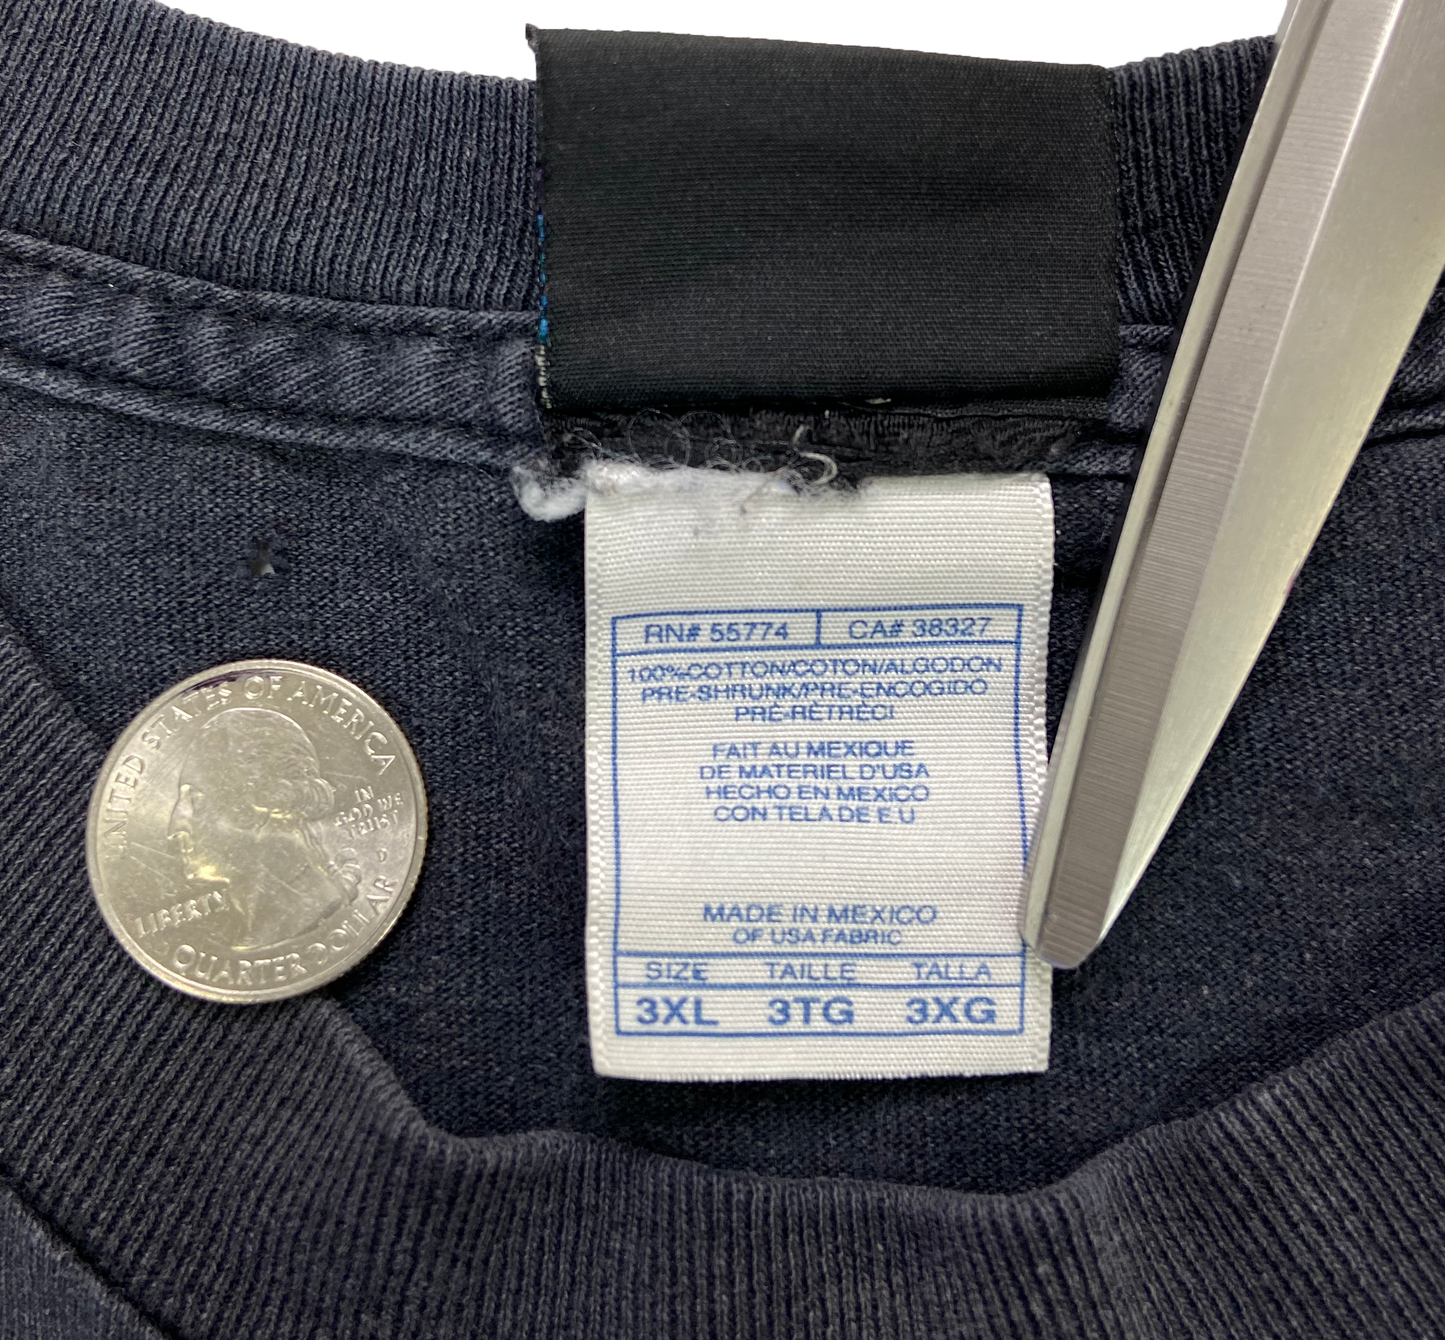 RN# 55774 CA# 38327
100% COTTON/COTON/ALGODON
PRE-SHRUNK/PRE-ENCOGIDO
PRÉ-RÉTRÉCI
FAIT AU MEXIQUE
DE MATERIEL D'USA
HECHO EN MEXICO
CON TELA DE E.U
MADE IN MEXICO
OF USA FABRIC
SIZE TAILLE TALLA
3XL 3TG 3XG
UNITED STATES OF AMERICA
IN
GOD WE
TRUST
D
LIBERTY
QUARTER DOLLAR